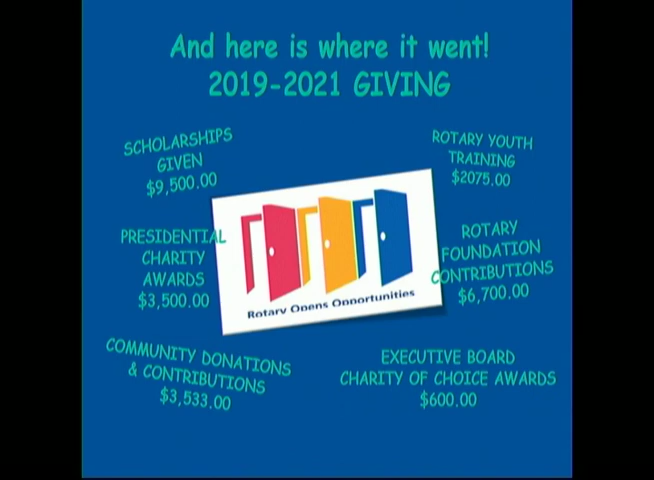 And here is where it went!
2019-2021 GIVING
SCHOLARSHIPS
GIVEN
$9,500.00
ROTARY YOUTH
TRAINING
$2075.00
PRESIDENTIAL
CHARITY
AWARDS
$3,500.00
ROTARY
FOUNDATION
CONTRIBUTIONS
$6,700.00
Rotary Opens Opportunities
COMMUNITY DONATIONS
& CONTRIBUTIONS
$3,533.00
EXECUTIVE BOARD
CHARITY OF CHOICE AWARDS
$600.00